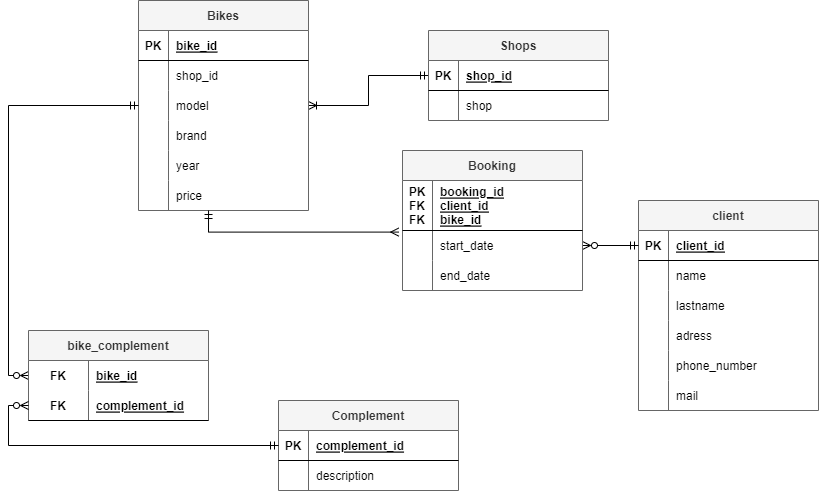 Bikes
PK bike_id
shop_id
model
brand
year
price
Shops
PK shop_id
shop
Booking
PK booking_id
FK client_id
FK bike_id
start_date
end_date
client
PK client_id
name
lastname
adress
phone_number
mail
bike_complement
FK bike_id
FK complement_id
Complement
PK complement_id
description